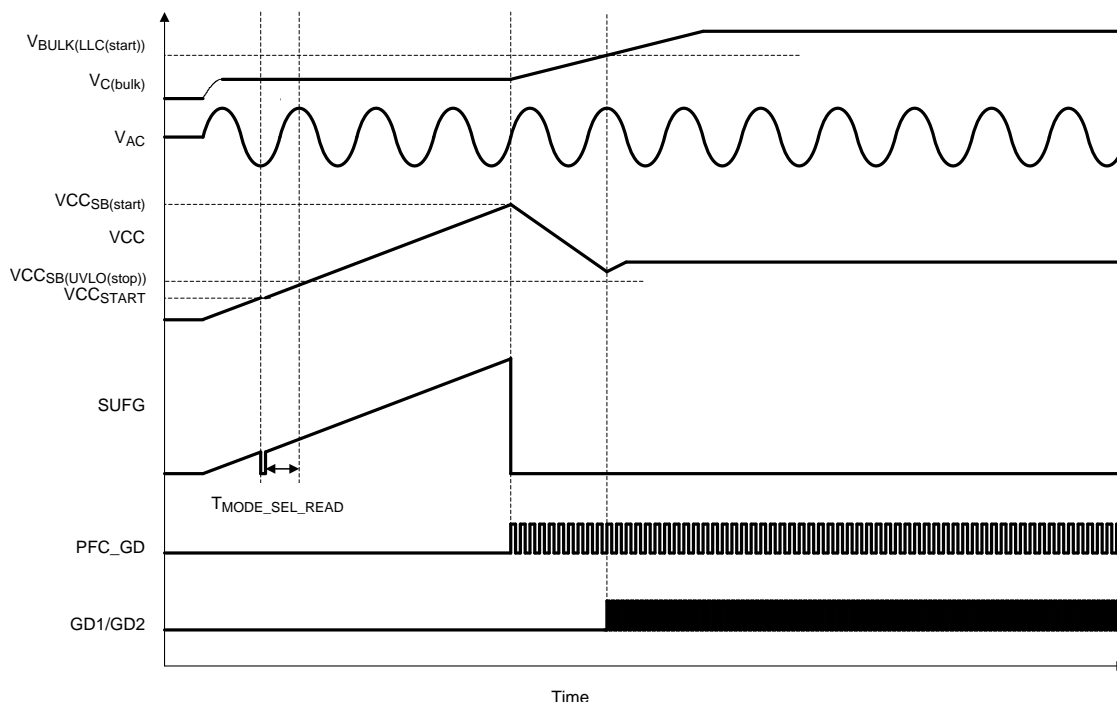 VBULK(LLC(start))
VC(bulk)
VAC
VCCSB(start)
VCC
VCCSB(UVLO(stop))
VCCSTART
SUFG
TMODE_SEL_READ
PFC_GD
GD1/GD2
Time